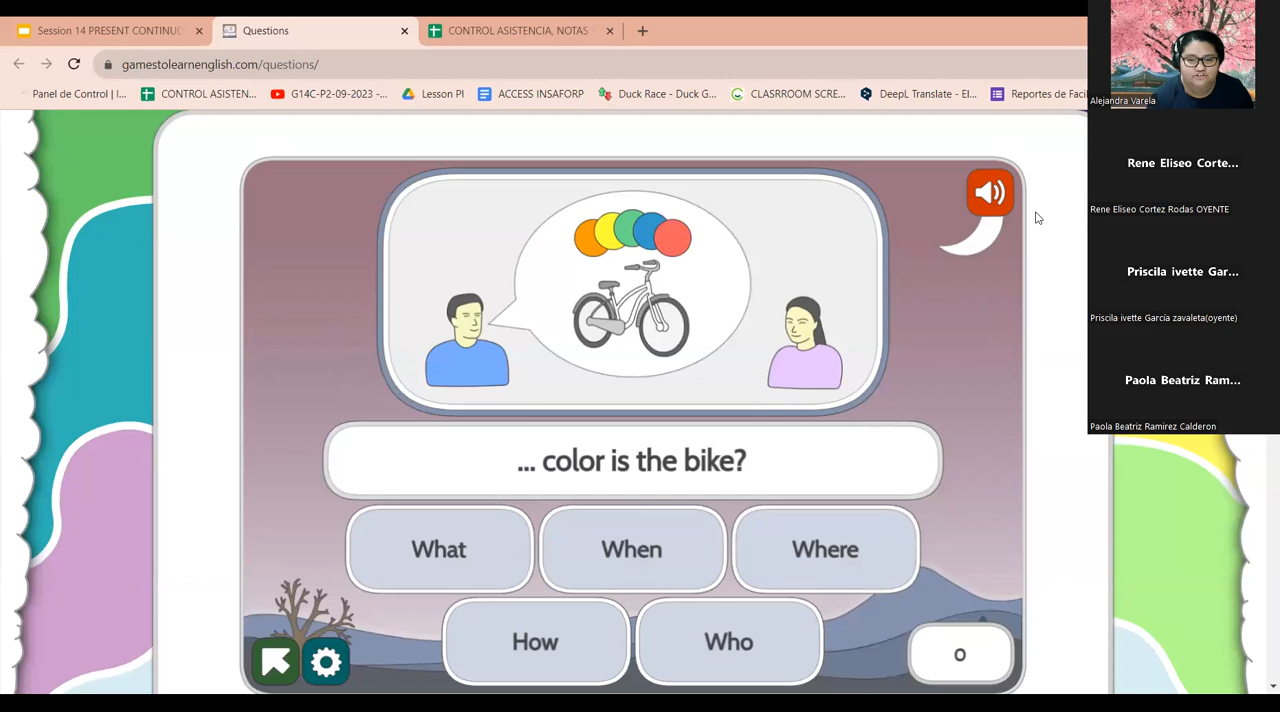 Session 14 PRESENT CONTINUC
Questions
CONTROL ASISTENCIA, NOTAS
gamestolearnenglish.com/questions/
Panel de Control | I...
CONTROL ASISTEN...
G14C-P2-09-2023 -...
Lesson Pl
ACCESS INSAFORP
Duck Race - Duck G...
CLASRROOM SCRE...
DeepL Translate - El...
Reportes de Facil
Alejandra Varela
Rene Eliseo Corte...
Rene Eliseo Cortez Rodas OYENTE
Priscila ivette Gar...
Priscila ivette García zavaleta(oyente)
Paola Beatriz Ram...
Paola Beatriz Ramirez Calderon
... color is the bike?
What
When
Where
How
Who
0